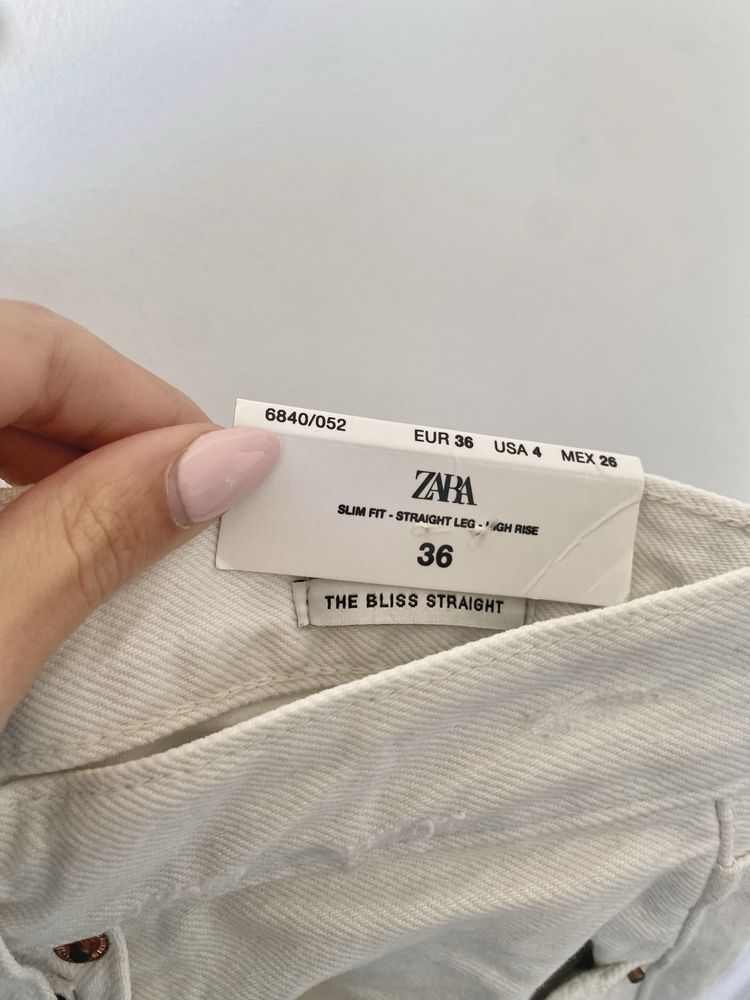 6840/052 EUR 36 USA 4 MEX 26
ZARA
SLIM FIT - STRAIGHT LEG - HIGH RISE
36
THE BLISS STRAIGHT